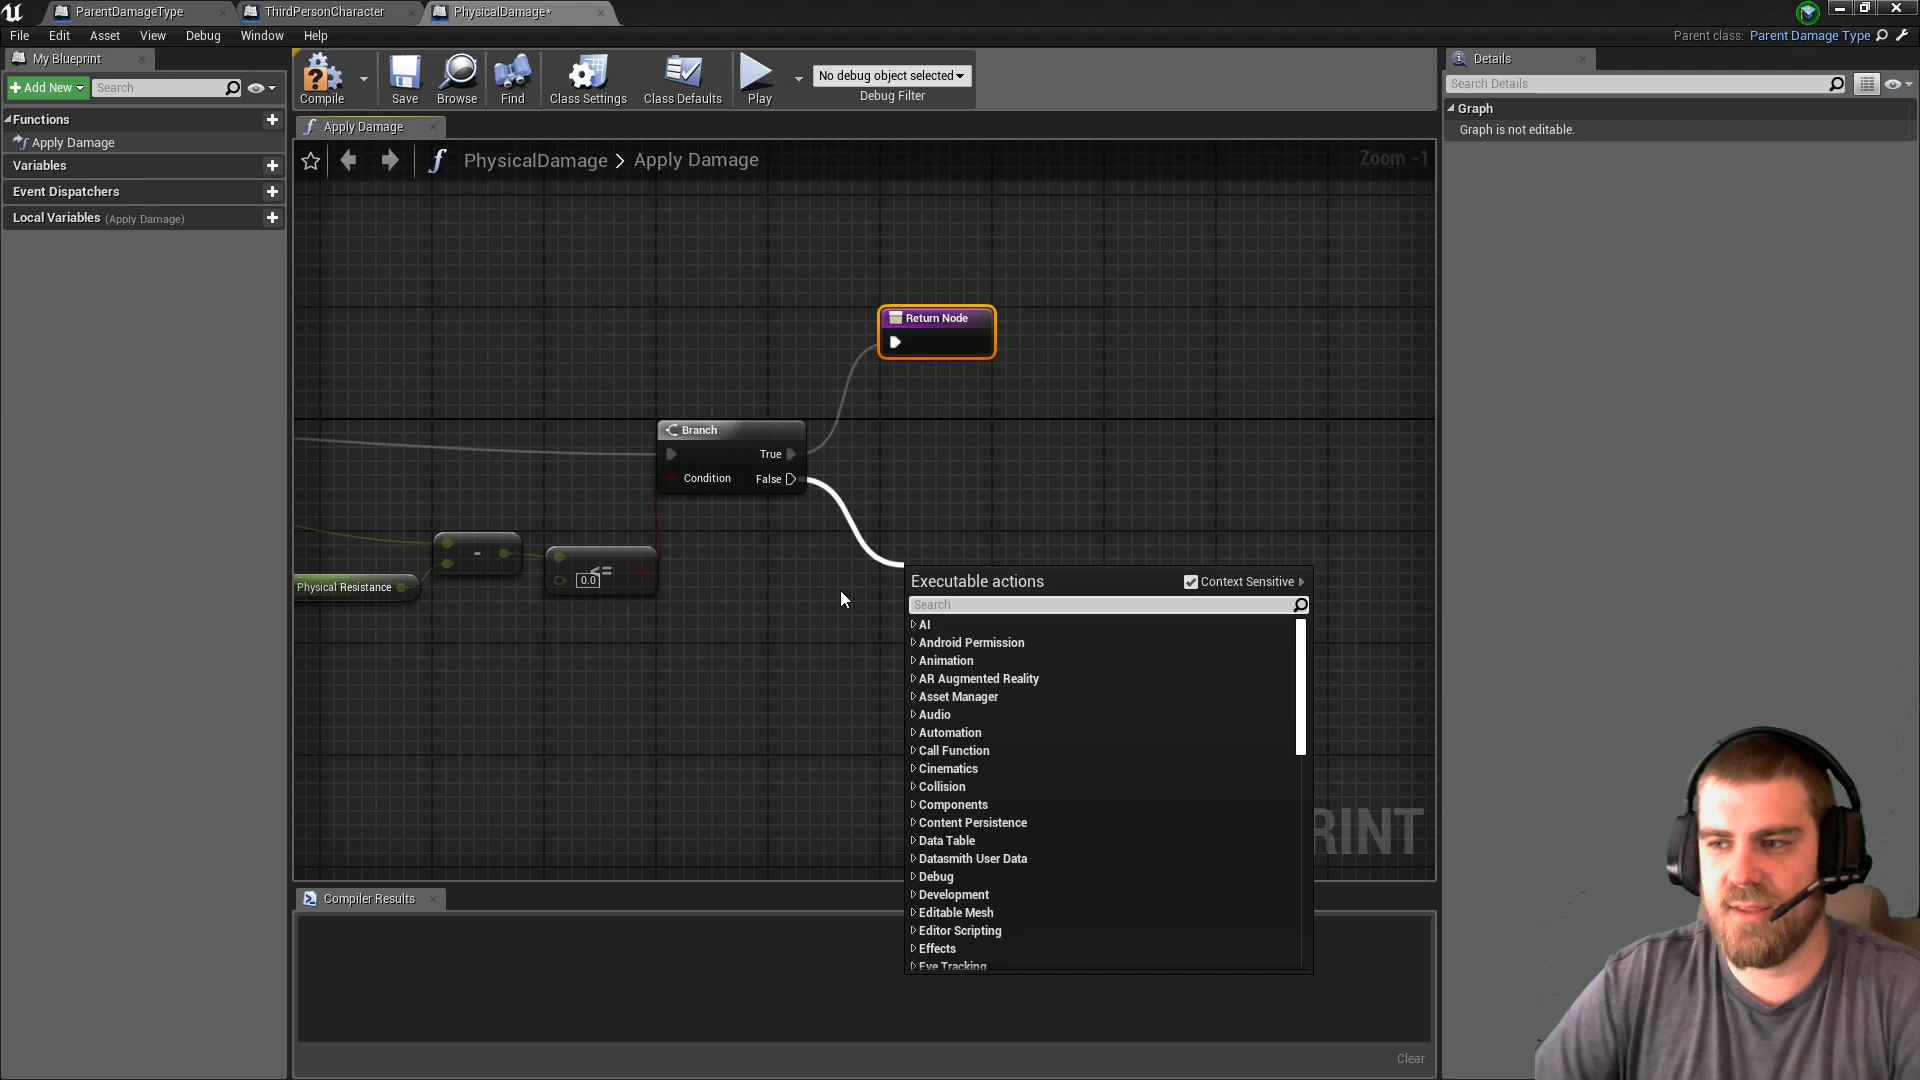 ParentDamageType
ThirdPersonCharacter
PhysicalDamage*
File Edit Asset View Debug Window Help
Parent class: Parent Damage Type
My Blueprint
Add New
Search
Functions
Apply Damage
Variables
Event Dispatchers
Local Variables (Apply Damage)
Compile
Save
Browse
Find
Class Settings
Class Defaults
Play
No debug object selected
Debug Filter
Apply Damage
PhysicalDamage > Apply Damage
Zoom -1
Return Node
Branch
True
Condition
False
-
<=
0.0
Physical Resistance
Executable actions
Context Sensitive
Search
AI
Android Permission
Animation
AR Augmented Reality
Asset Manager
Audio
Automation
Call Function
Cinematics
Collision
Components
Content Persistence
Data Table
Datasmith User Data
Debug
Development
Editable Mesh
Editor Scripting
Effects
Eye Tracking
RINT
Compiler Results
Clear
Details
Search Details
Graph
Graph is not editable.